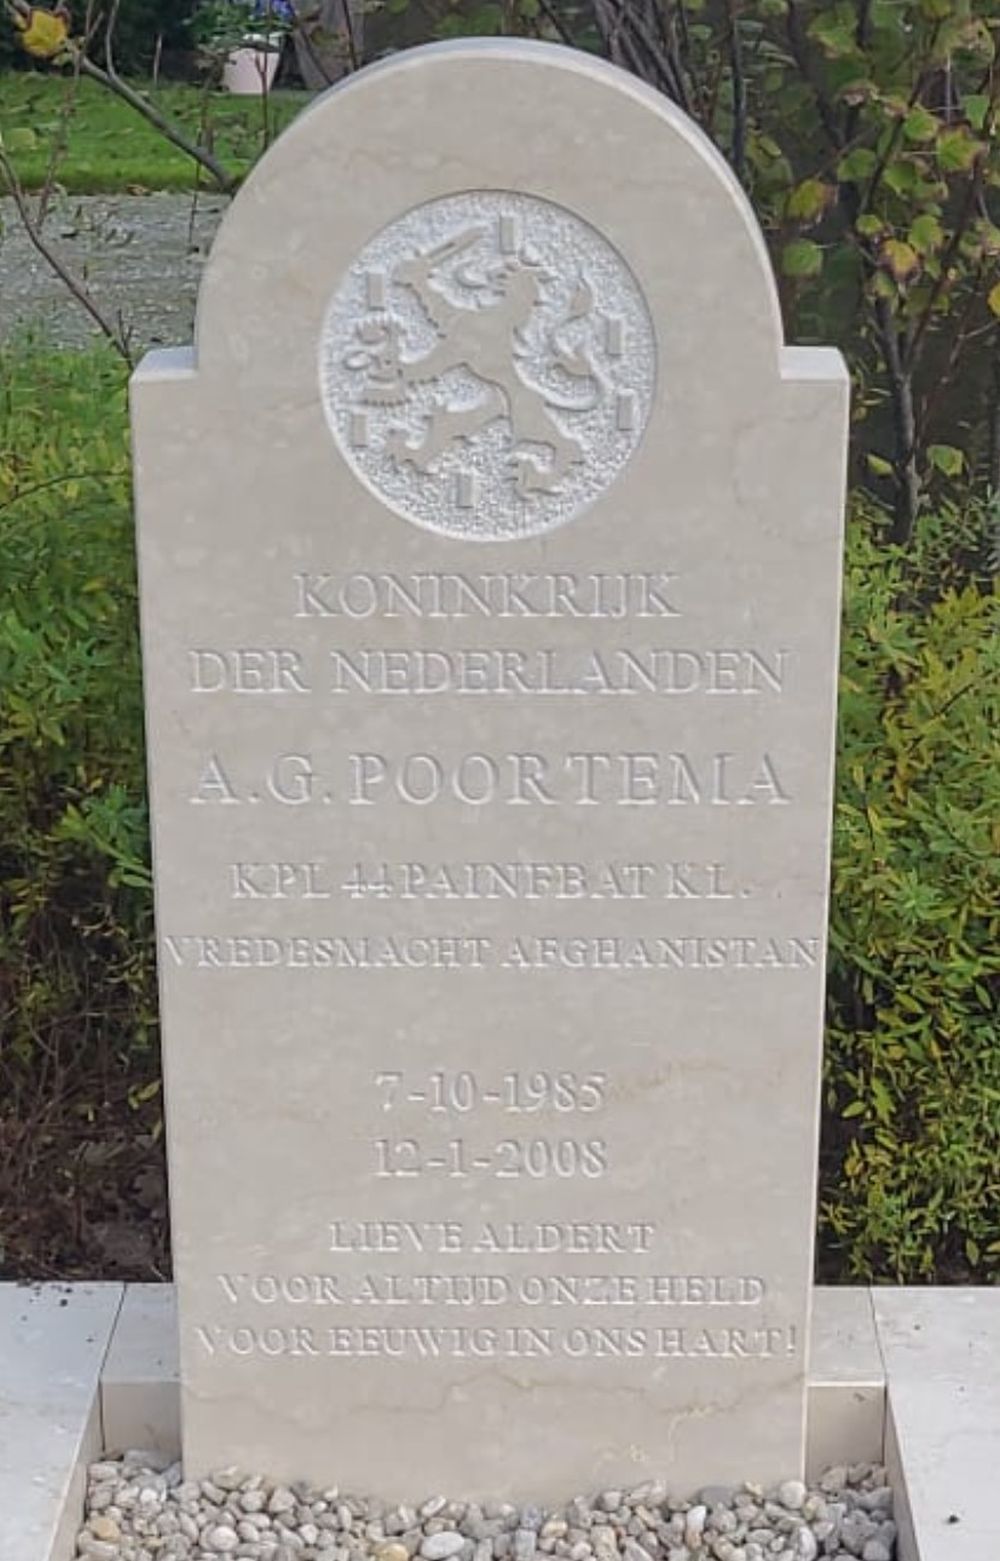 KONINKRIJK
DER NEDERLANDEN
A.G. POORTEMA
KPL 44 PAINFBAT KL.
VREDESMACHT AFGHANISTAN
7-10-1985
12-1-2008
LIEVE ALDERT
VOOR ALTIJD ONZE HELD
VOOR EEUWIG IN ONS HART!